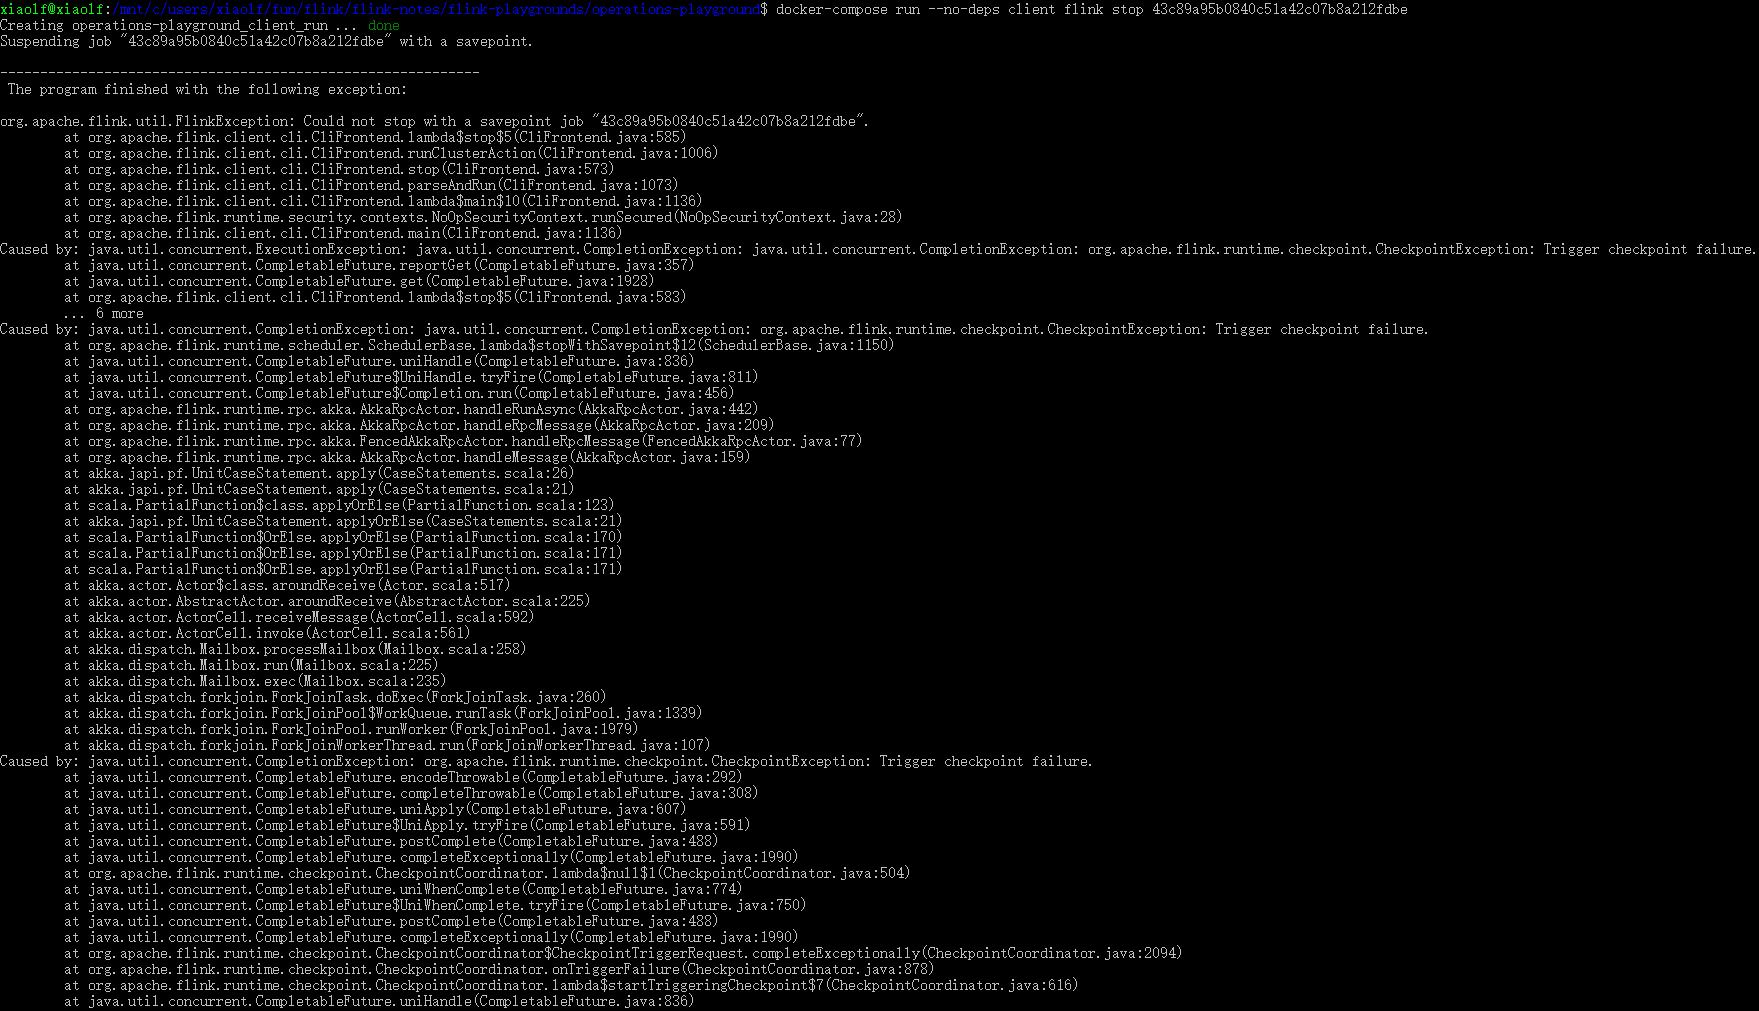 xiaolf@xiaolf:/mnt/c/users/xiaolf/fun/flink/flink-notes/flink-playgrounds/operations-playground$ docker-compose run --no-deps client flink stop 43c89a95b0840c51a42c07b8a212fdbe
Creating operations-playground_client_run ... done
Suspending job "43c89a95b0840c51a42c07b8a212fdbe" with a savepoint.
------------------------------------------------------------
 The program finished with the following exception:
org.apache.flink.util.FlinkException: Could not stop with a savepoint job "43c89a95b0840c51a42c07b8a212fdbe".
        at org.apache.flink.client.cli.CliFrontend.lambda$stop$5(CliFrontend.java:585)
        at org.apache.flink.client.cli.CliFrontend.runClusterAction(CliFrontend.java:1006)
        at org.apache.flink.client.cli.CliFrontend.stop(CliFrontend.java:573)
        at org.apache.flink.client.cli.CliFrontend.parseAndRun(CliFrontend.java:1073)
        at org.apache.flink.client.cli.CliFrontend.lambda$main$10(CliFrontend.java:1136)
        at org.apache.flink.runtime.security.contexts.NoOpSecurityContext.runSecured(NoOpSecurityContext.java:28)
        at org.apache.flink.client.cli.CliFrontend.main(CliFrontend.java:1136)
Caused by: java.util.concurrent.ExecutionException: java.util.concurrent.CompletionException: java.util.concurrent.CompletionException: org.apache.flink.runtime.checkpoint.CheckpointException: Trigger checkpoint failure.
        at java.util.concurrent.CompletableFuture.reportGet(CompletableFuture.java:357)
        at java.util.concurrent.CompletableFuture.get(CompletableFuture.java:1928)
        at org.apache.flink.client.cli.CliFrontend.lambda$stop$5(CliFrontend.java:583)
        ... 6 more
Caused by: java.util.concurrent.CompletionException: java.util.concurrent.CompletionException: org.apache.flink.runtime.checkpoint.CheckpointException: Trigger checkpoint failure.
        at org.apache.flink.runtime.scheduler.SchedulerBase.lambda$stopWithSavepoint$12(SchedulerBase.java:1150)
        at java.util.concurrent.CompletableFuture.uniHandle(CompletableFuture.java:836)
        at java.util.concurrent.CompletableFuture$UniHandle.tryFire(CompletableFuture.java:811)
        at java.util.concurrent.CompletableFuture$Completion.run(CompletableFuture.java:456)
        at org.apache.flink.runtime.rpc.akka.AkkaRpcActor.handleRunAsync(AkkaRpcActor.java:442)
        at org.apache.flink.runtime.rpc.akka.AkkaRpcActor.handleRpcMessage(AkkaRpcActor.java:209)
        at org.apache.flink.runtime.rpc.akka.FencedAkkaRpcActor.handleRpcMessage(FencedAkkaRpcActor.java:77)
        at org.apache.flink.runtime.rpc.akka.AkkaRpcActor.handleMessage(AkkaRpcActor.java:159)
        at akka.japi.pf.UnitCaseStatement.apply(CaseStatements.scala:26)
        at akka.japi.pf.UnitCaseStatement.apply(CaseStatements.scala:21)
        at scala.PartialFunction$class.applyOrElse(PartialFunction.scala:123)
        at akka.japi.pf.UnitCaseStatement.applyOrElse(CaseStatements.scala:21)
        at scala.PartialFunction$OrElse.applyOrElse(PartialFunction.scala:170)
        at scala.PartialFunction$OrElse.applyOrElse(PartialFunction.scala:171)
        at scala.PartialFunction$OrElse.applyOrElse(PartialFunction.scala:171)
        at akka.actor.Actor$class.aroundReceive(Actor.scala:517)
        at akka.actor.AbstractActor.aroundReceive(AbstractActor.scala:225)
        at akka.actor.ActorCell.receiveMessage(ActorCell.scala:592)
        at akka.actor.ActorCell.invoke(ActorCell.scala:561)
        at akka.dispatch.Mailbox.processMailbox(Mailbox.scala:258)
        at akka.dispatch.Mailbox.run(Mailbox.scala:225)
        at akka.dispatch.Mailbox.exec(Mailbox.scala:235)
        at akka.dispatch.forkjoin.ForkJoinTask.doExec(ForkJoinTask.java:260)
        at akka.dispatch.forkjoin.ForkJoinPool$WorkQueue.runTask(ForkJoinPool.java:1339)
        at akka.dispatch.forkjoin.ForkJoinPool.runWorker(ForkJoinPool.java:1979)
        at akka.dispatch.forkjoin.ForkJoinWorkerThread.run(ForkJoinWorkerThread.java:107)
Caused by: java.util.concurrent.CompletionException: org.apache.flink.runtime.checkpoint.CheckpointException: Trigger checkpoint failure.
        at java.util.concurrent.CompletableFuture.encodeThrowable(CompletableFuture.java:292)
        at java.util.concurrent.CompletableFuture.completeThrowable(CompletableFuture.java:308)
        at java.util.concurrent.CompletableFuture.uniApply(CompletableFuture.java:607)
        at java.util.concurrent.CompletableFuture$UniApply.tryFire(CompletableFuture.java:591)
        at java.util.concurrent.CompletableFuture.postComplete(CompletableFuture.java:488)
        at java.util.concurrent.CompletableFuture.completeExceptionally(CompletableFuture.java:1990)
        at org.apache.flink.runtime.checkpoint.CheckpointCoordinator.lambda$null$1(CheckpointCoordinator.java:504)
        at java.util.concurrent.CompletableFuture.uniWhenComplete(CompletableFuture.java:774)
        at java.util.concurrent.CompletableFuture$UniWhenComplete.tryFire(CompletableFuture.java:750)
        at java.util.concurrent.CompletableFuture.postComplete(CompletableFuture.java:488)
        at java.util.concurrent.CompletableFuture.completeExceptionally(CompletableFuture.java:1990)
        at org.apache.flink.runtime.checkpoint.CheckpointCoordinator$CheckpointTriggerRequest.completeExceptionally(CheckpointCoordinator.java:2094)
        at org.apache.flink.runtime.checkpoint.CheckpointCoordinator.onTriggerFailure(CheckpointCoordinator.java:878)
        at org.apache.flink.runtime.checkpoint.CheckpointCoordinator.lambda$startTriggeringCheckpoint$7(CheckpointCoordinator.java:616)
        at java.util.concurrent.CompletableFuture.uniHandle(CompletableFuture.java:836)